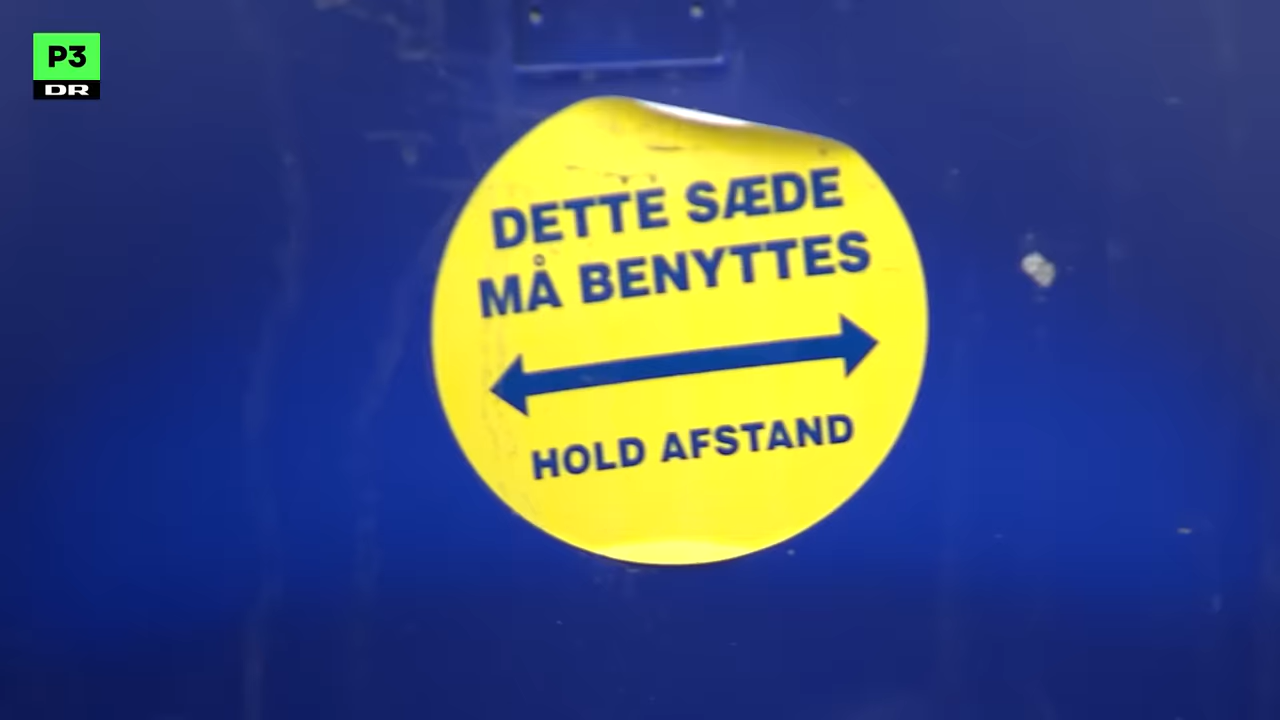 P3
DR
DETTE SÆDE
MÅ BENYTTES
HOLD AFSTAND